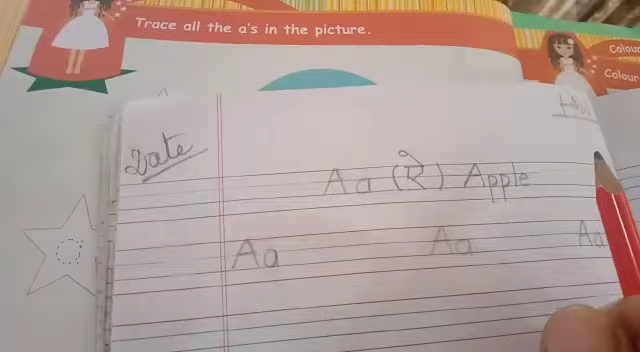 Trace all the a's in the picture.
Colour
Colour
Date
Aa (ऐ) Apple
Aa Aa Aa
a